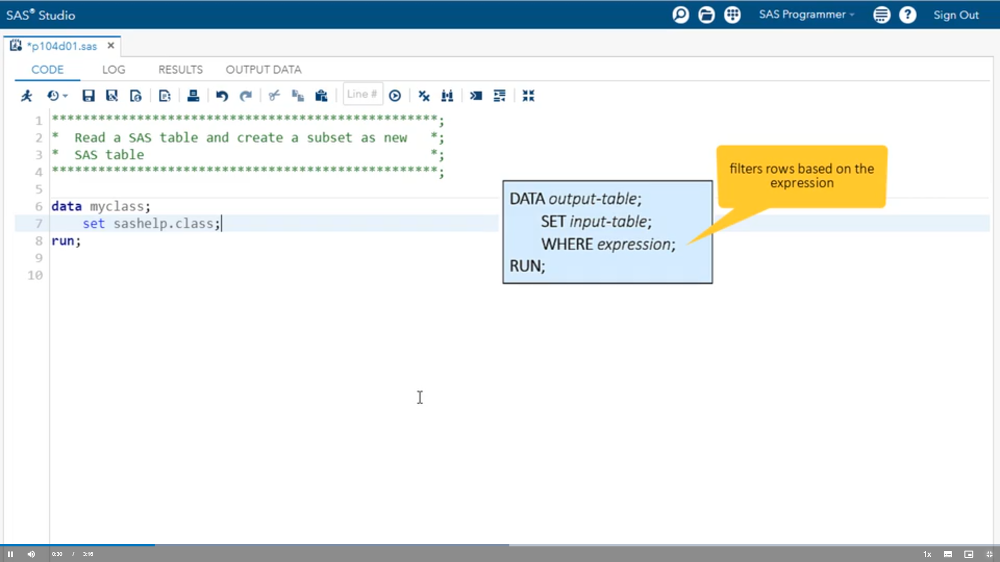 SAS® Studio
SAS Programmer
Sign Out
*p104d01.sas
CODE LOG RESULTS OUTPUT DATA
Line #
1 **************************************************;
2 *  Read a SAS table and create a subset as new   *;
3 *  SAS table                                     *;
4 **************************************************;
5
6 data myclass;
7     set sashelp.class;
8 run;
9
10
filters rows based on the
expression
DATA output-table;
SET input-table;
WHERE expression;
RUN;
0:30 / 3:16
1x